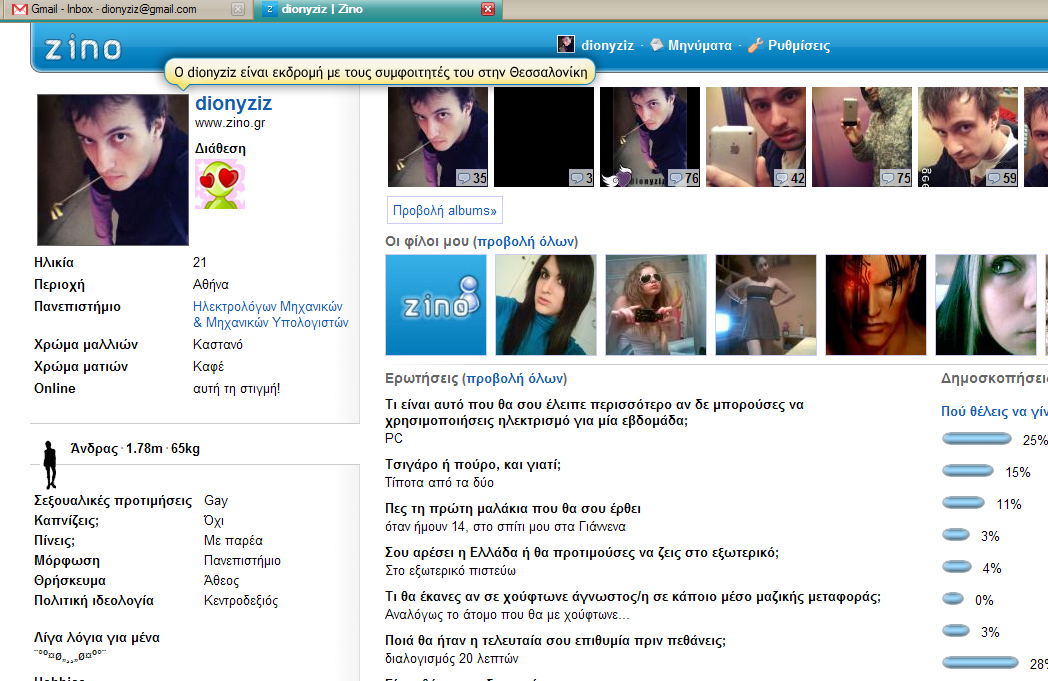 Gmail - Inbox - dionyziz@gmail.com
dionyziz | Zino
zino
dionyziz · Μηνύματα · Ρυθμίσεις
Ο dionyziz είναι εκδρομή με τους συμφοιτητές του στην Θεσσαλονίκη
dionyziz
www.zino.gr
Διάθεση
35
3
dionyziz
76
42
75
59
Προβολή albums»
Οι φίλοι μου (προβολή όλων)
zino
Ηλικία 21
Περιοχή Αθήνα
Πανεπιστήμιο Ηλεκτρολόγων Μηχανικών
& Μηχανικών Υπολογιστών
Χρώμα μαλλιών Καστανό
Χρώμα ματιών Καφέ
Online αυτή τη στιγμή!
Άνδρας · 1.78m · 65kg
Σεξουαλικές προτιμήσεις Gay
Καπνίζεις; Όχι
Πίνεις; Με παρέα
Μόρφωση Πανεπιστήμιο
Θρήσκευμα Άθεος
Πολιτική ιδεολογία Κεντροδεξιός
Λίγα λόγια για μένα
Ερωτήσεις (προβολή όλων)
Τι είναι αυτό που θα σου έλειπε περισσότερο αν δε μπορούσες να
χρησιμοποιήσεις ηλεκτρισμό για μία εβδομάδα;
PC
Τσιγάρο ή πούρο, και γιατί;
Τίποτα από τα δύο
Πες τη πρώτη μαλάκια που θα σου έρθει
όταν ήμουν 14, στο σπίτι μου στα Γιάννενα
Σου αρέσει η Ελλάδα ή θα προτιμούσες να ζεις στο εξωτερικό;
Στο εξωτερικό πιστεύω
Τι θα έκανες αν σε χούφτωνε άγνωστος/η σε κάποιο μέσο μαζικής μεταφοράς;
Αναλόγως το άτομο που θα με χούφτωνε...
Ποιά θα ήταν η τελευταία σου επιθυμία πριν πεθάνεις;
διαλογισμός 20 λεπτών
Δημοσκοπήσει
Πού θέλεις να γίν
25%
15%
11%
3%
4%
0%
3%
28%